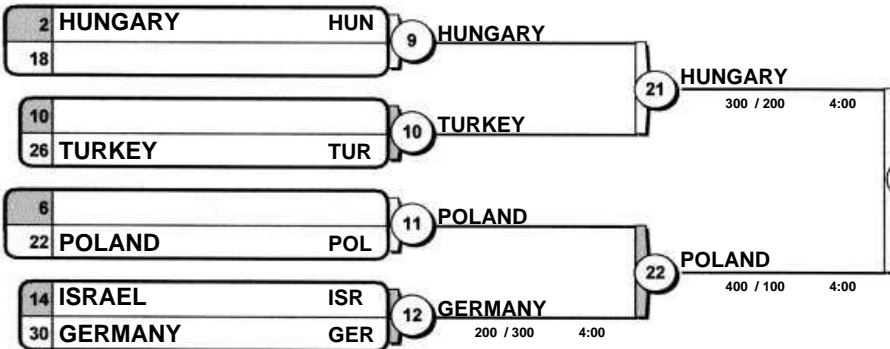 2 HUNGARY HUN
18
9 HUNGARY
10
26 TURKEY TUR
10 TURKEY
21 HUNGARY
300 / 200 4:00
6
22 POLAND POL
11 POLAND
14 ISRAEL ISR
30 GERMANY GER
12 GERMANY
200 / 300 4:00
22 POLAND
400 / 100 4:00